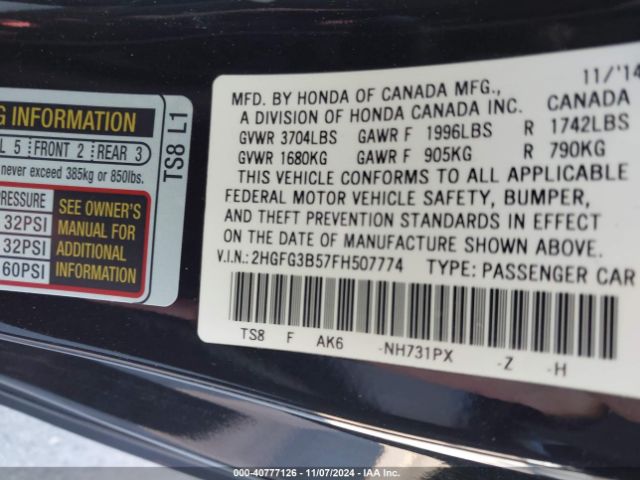 G INFORMATION
L 5 FRONT 2 REAR 3
never exceed 385kg or 850lbs.
PRESSURE
32PSI
32PSI
60PSI
SEE OWNER'S
MANUAL FOR
ADDITIONAL
INFORMATION
TS8 L1
11/'14
MFD. BY HONDA OF CANADA MFG.,
A DIVISION OF HONDA CANADA INC. CANADA
GVWR 3704LBS GAWR F 1996LBS R 1742LBS
GVWR 1680KG GAWR F 905KG R 790KG
THIS VEHICLE CONFORMS TO ALL APPLICABLE
FEDERAL MOTOR VEHICLE SAFETY, BUMPER,
AND THEFT PREVENTION STANDARDS IN EFFECT
ON THE DATE OF MANUFACTURE SHOWN ABOVE.
V.I.N.: 2HGFG3B57FH507774 TYPE: PASSENGER CAR
TS8 F AK6 -NH731PX -Z -H
000-40777126 - 11/07/2024 - IAA Inc.